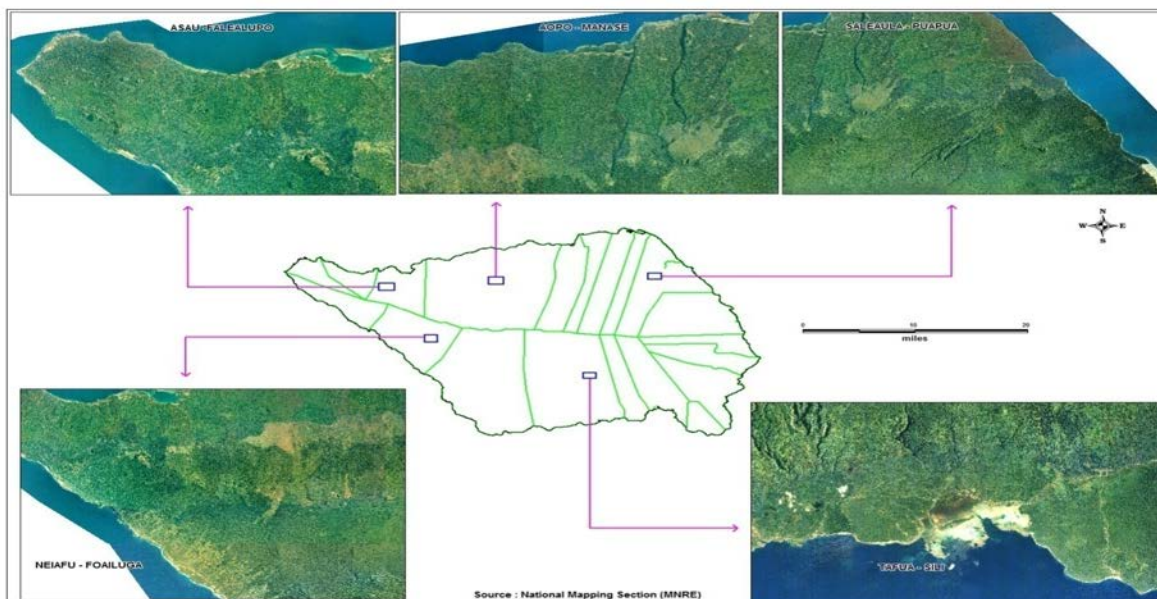 ASAU - FALEALUPO
AOPO - MANASE
SALEAULA - PUAPUA
N
W E
S
0 10 20
miles
NEIAFU - FOAILUGA
TAFUA - SILI
Source : National Mapping Section (MNRE)